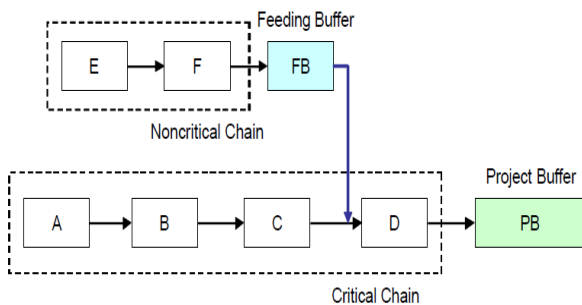 Feeding Buffer
E
F
FB
Noncritical Chain
Project Buffer
A
B
C
D
PB
Critical Chain